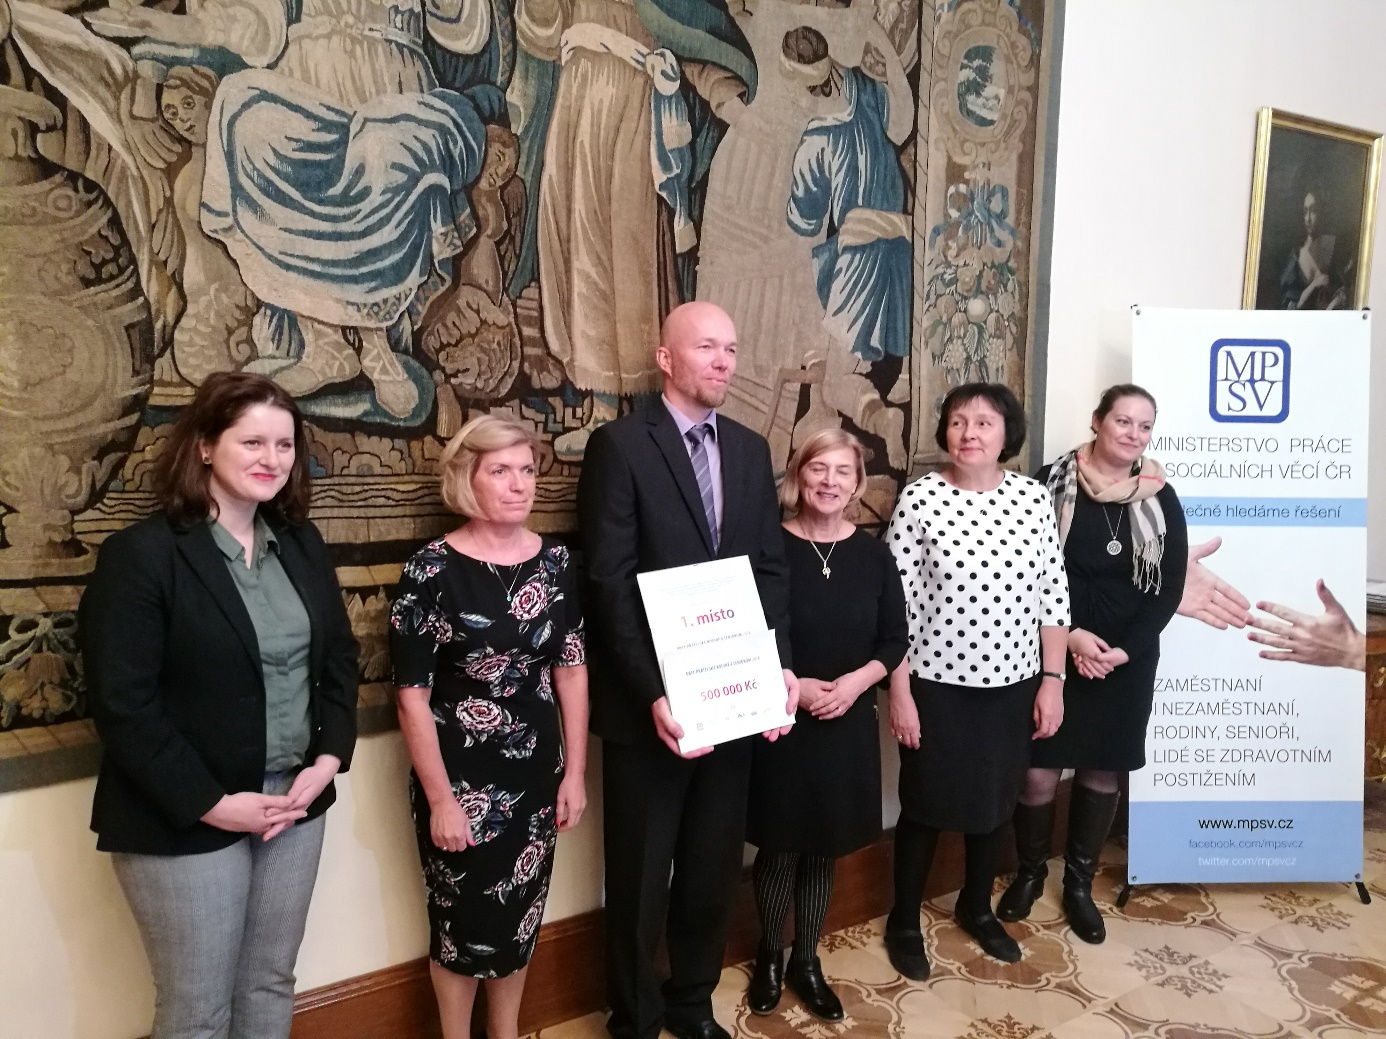 1. místo
500 000 Kč
MP
SV
MINISTERSTVO PRÁCE
SOCIÁLNÍCH VĚCÍ ČR
hledáme řešení
ZAMĚSTNANÍ
I NEZAMĚSTNANÍ,
RODINY, SENIOŘI,
LIDÉ SE ZDRAVOTNÍM
POSTIŽENÍM
www.mpsv.cz
facebook.com/mpsvcz
twitter.com/mpsvcz